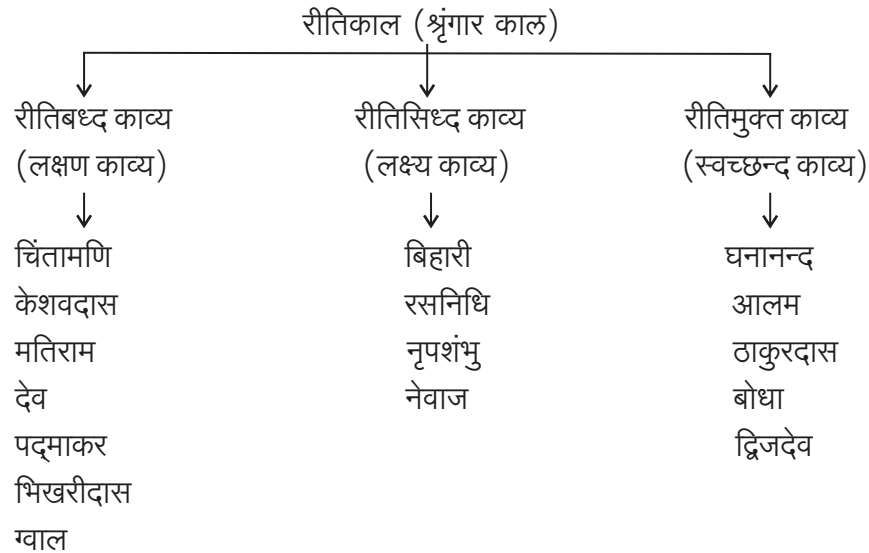 रीतिकाल (श्रृंगार काल)
रीतिबध्द काव्य
(लक्षण काव्य)
चिंतामणि
केशवदास
मतिराम
देव
पद्माकर
भिखरीदास
ग्वाल
रीतिसिध्द काव्य
(लक्ष्य काव्य)
बिहारी
रसनिधि
नृपशंभु
नेवाज
रीतिमुक्त काव्य
(स्वच्छन्द काव्य)
घनानन्द
आलम
ठाकुरदास
बोधा
द्विजदेव